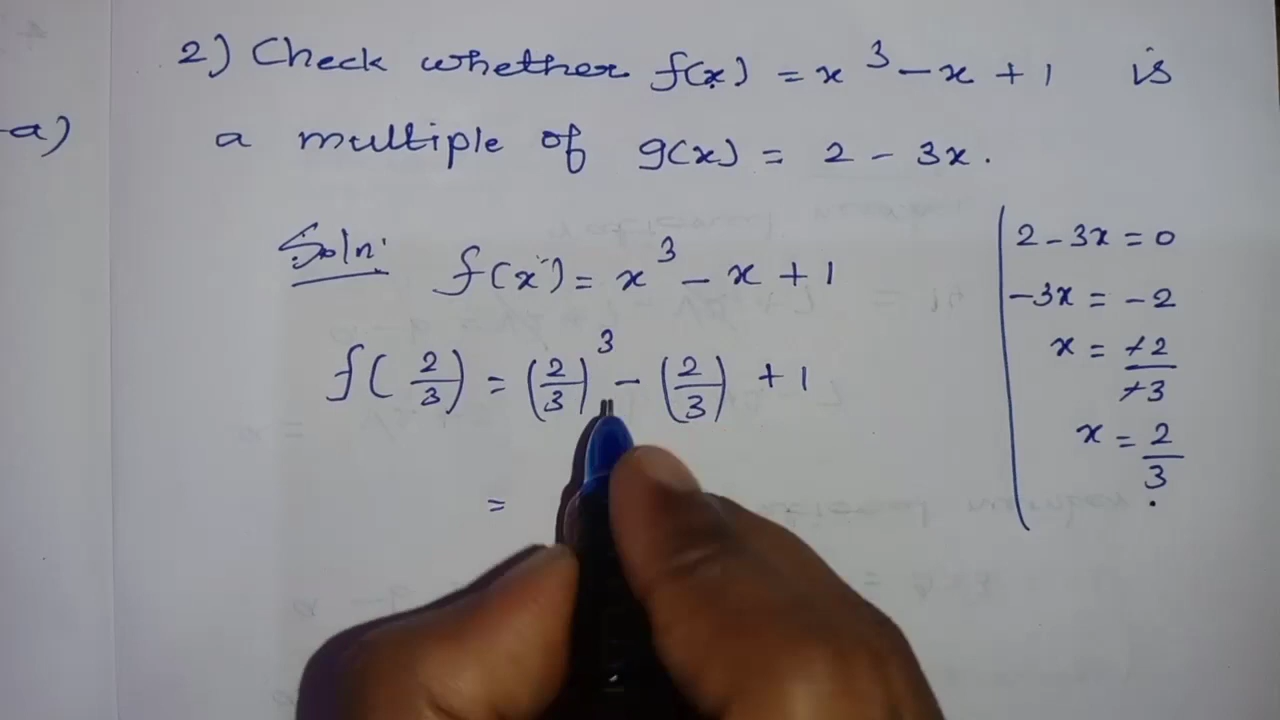 2) Check whether f(x) = x³ - x + 1 is
a)
a multiple of g(x) = 2 - 3x.
Soln:
f(x) = x³ - x + 1
f(2/3) = (2/3)³ - (2/3) + 1
=
2 - 3x = 0
-3x = -2
x = -2/-3
x = 2/3